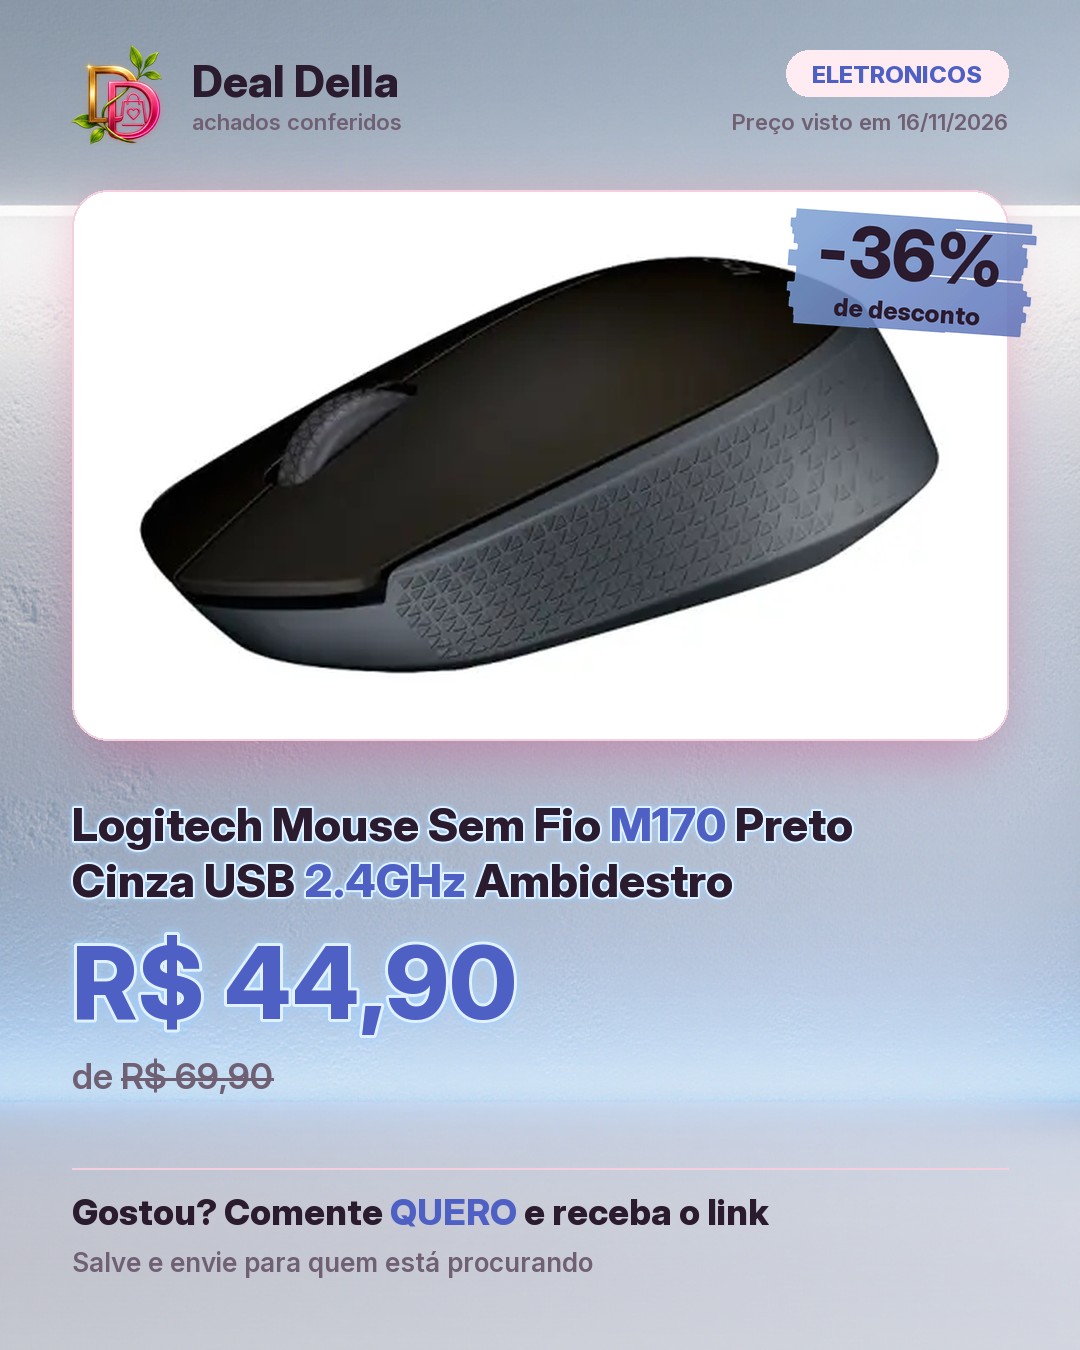 Deal Della
achados conferidos
ELETRONICOS
Preço visto em 16/11/2026
-36%
de desconto
Logitech Mouse Sem Fio M170 Preto
Cinza USB 2.4GHz Ambidestro
R$ 44,90
de R$ 69,90
Gostou? Comente QUERO e receba o link
Salve e envie para quem está procurando